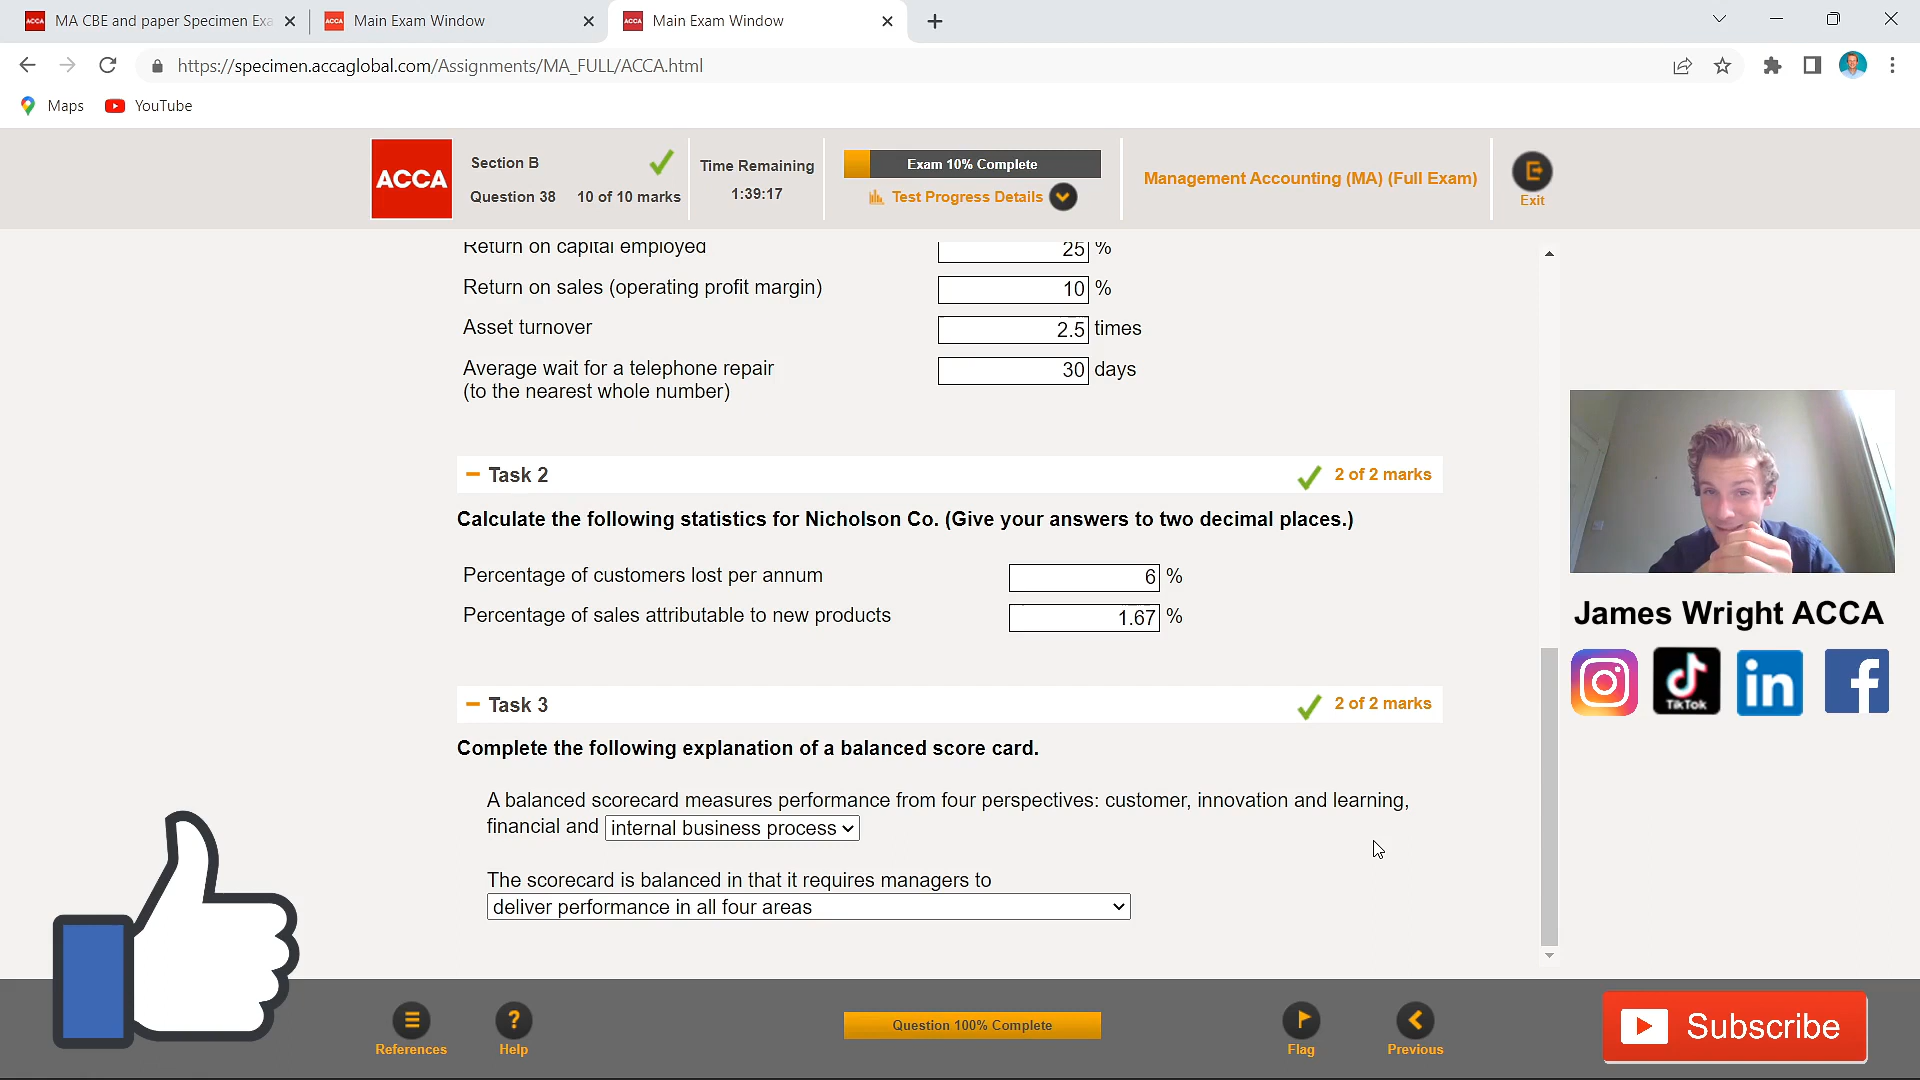 MA CBE and paper Specimen Exa
Main Exam Window
Main Exam Window
https://specimen.accaglobal.com/Assignments/MA_FULL/ACCA.html
Maps
YouTube
ACCA
Section B
Question 38
10 of 10 marks
Time Remaining
1:39:17
Exam 10% Complete
Test Progress Details
Management Accounting (MA) (Full Exam)
Exit
Return on capital employed 25 %
Return on sales (operating profit margin) 10 %
Asset turnover 2.5 times
Average wait for a telephone repair 30 days
(to the nearest whole number)
Task 2
2 of 2 marks
Calculate the following statistics for Nicholson Co. (Give your answers to two decimal places.)
Percentage of customers lost per annum 6 %
Percentage of sales attributable to new products 1.67 %
Task 3
2 of 2 marks
Complete the following explanation of a balanced score card.
A balanced scorecard measures performance from four perspectives: customer, innovation and learning,
financial and internal business process
The scorecard is balanced in that it requires managers to
deliver performance in all four areas
James Wright ACCA
TikTok
in
References
Help
Question 100% Complete
Flag
Previous
Subscribe